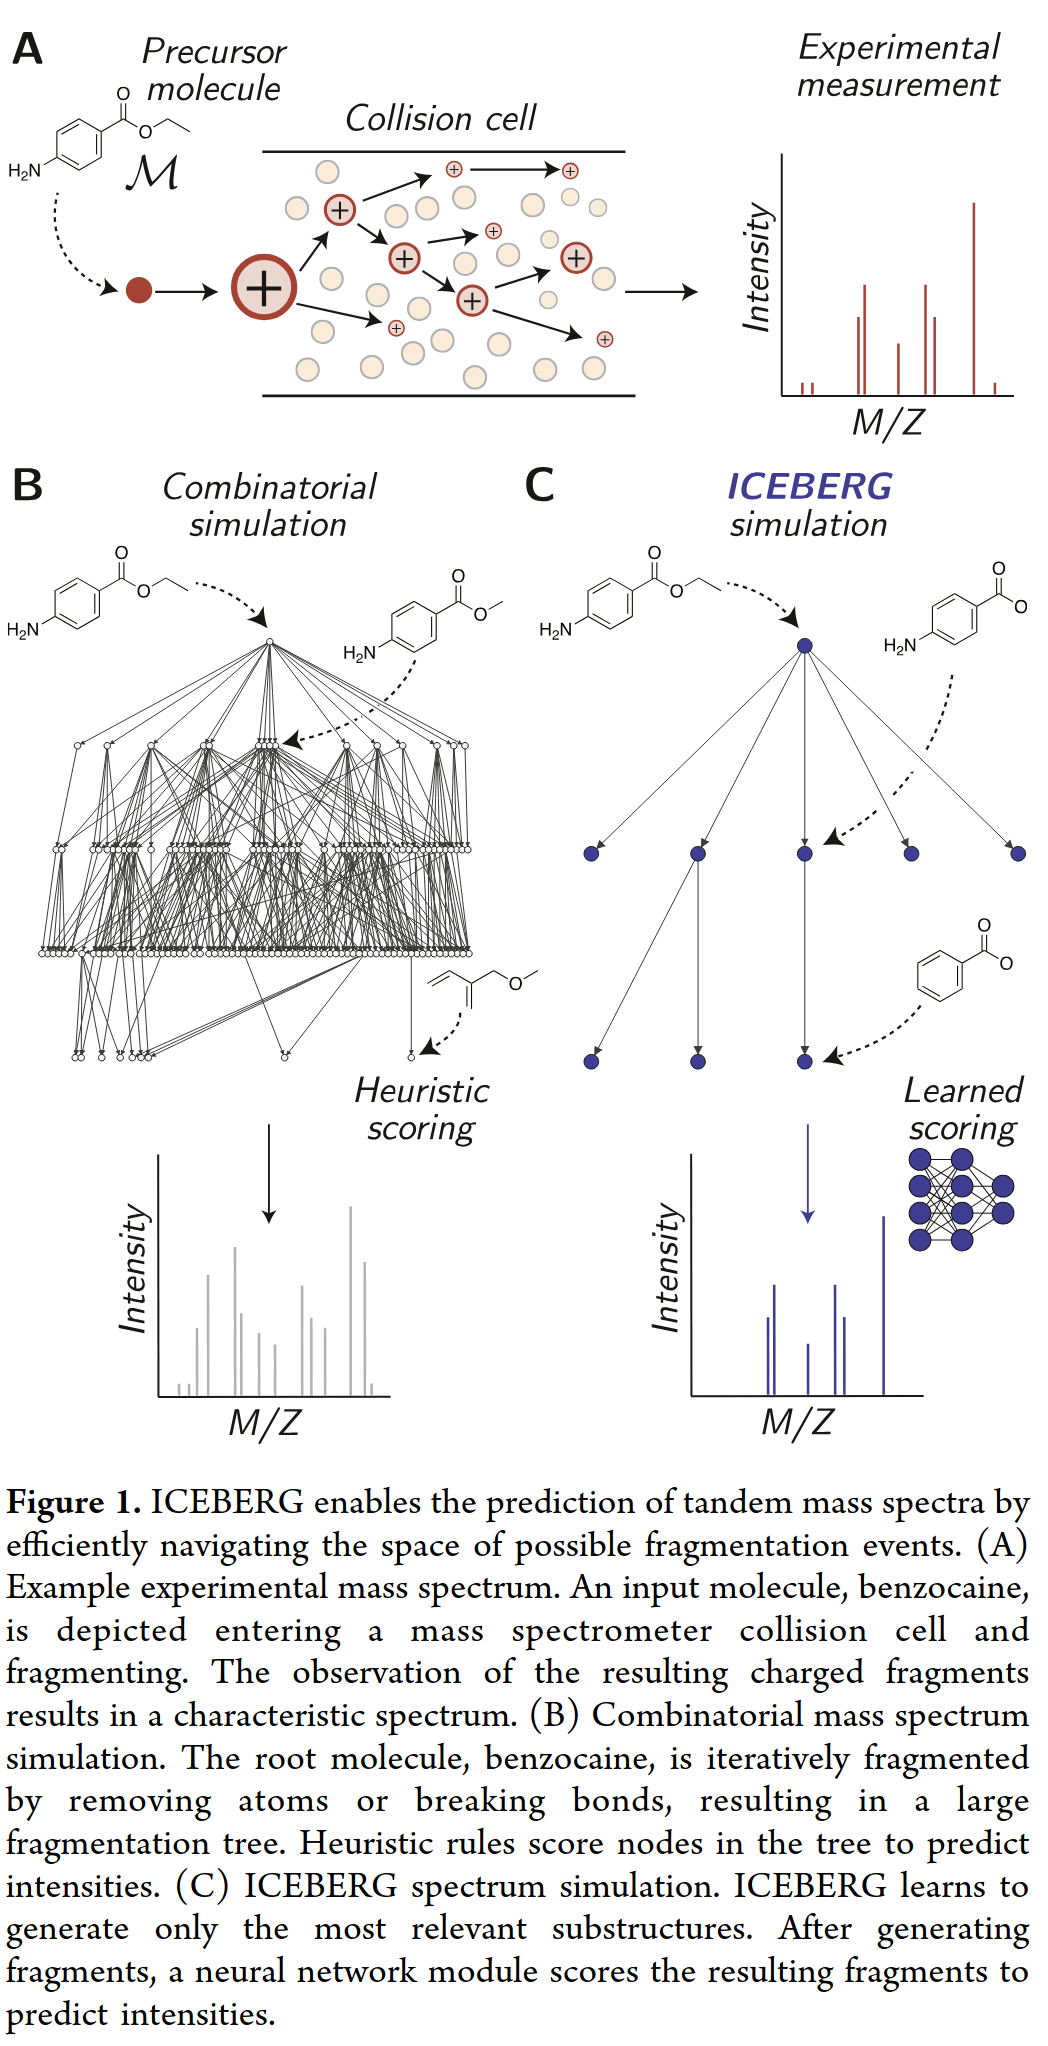 A
Precursor
molecule
O
O
H₂N
M
Collision cell
+
+
+
+
+
+
+
+
+
+
Experimental
measurement
Intensity
M/Z
B
Combinatorial
simulation
O
O
H₂N
O
O
H₂N
O
Heuristic
scoring
Intensity
M/Z
C
ICEBERG
simulation
O
O
H₂N
O
O
H₂N
O
O
Learned
scoring
Intensity
M/Z
Figure 1. ICEBERG enables the prediction of tandem mass spectra by
efficiently navigating the space of possible fragmentation events. (A)
Example experimental mass spectrum. An input molecule, benzocaine,
is depicted entering a mass spectrometer collision cell and
fragmenting. The observation of the resulting charged fragments
results in a characteristic spectrum. (B) Combinatorial mass spectrum
simulation. The root molecule, benzocaine, is iteratively fragmented
by removing atoms or breaking bonds, resulting in a large
fragmentation tree. Heuristic rules score nodes in the tree to predict
intensities. (C) ICEBERG spectrum simulation. ICEBERG learns to
generate only the most relevant substructures. After generating
fragments, a neural network module scores the resulting fragments to
predict intensities.